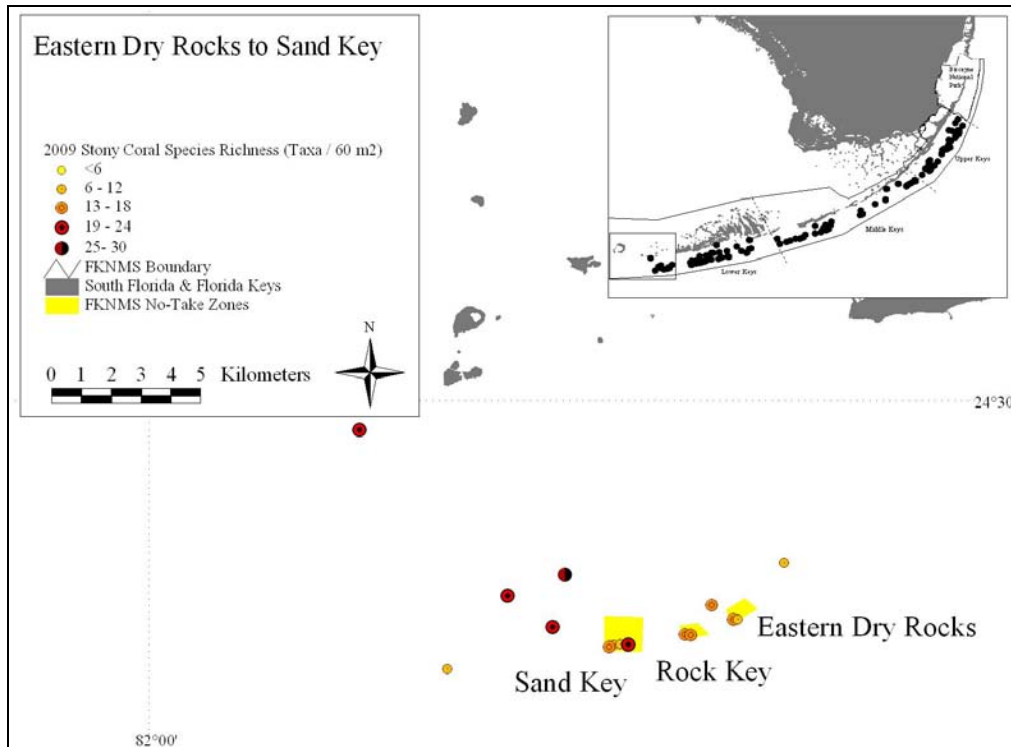 Eastern Dry Rocks to Sand Key
2009 Stony Coral Species Richness (Taxa / 60 m2)
<6
6 - 12
13 - 18
19 - 24
25- 30
FKNMS Boundary
South Florida & Florida Keys
FKNMS No-Take Zones
0 1 2 3 4 5 Kilometers
N
Biscayne
National
Park
Upper Keys
Middle Keys
Lower Keys
24°30
Eastern Dry Rocks
Rock Key
Sand Key
82°00'